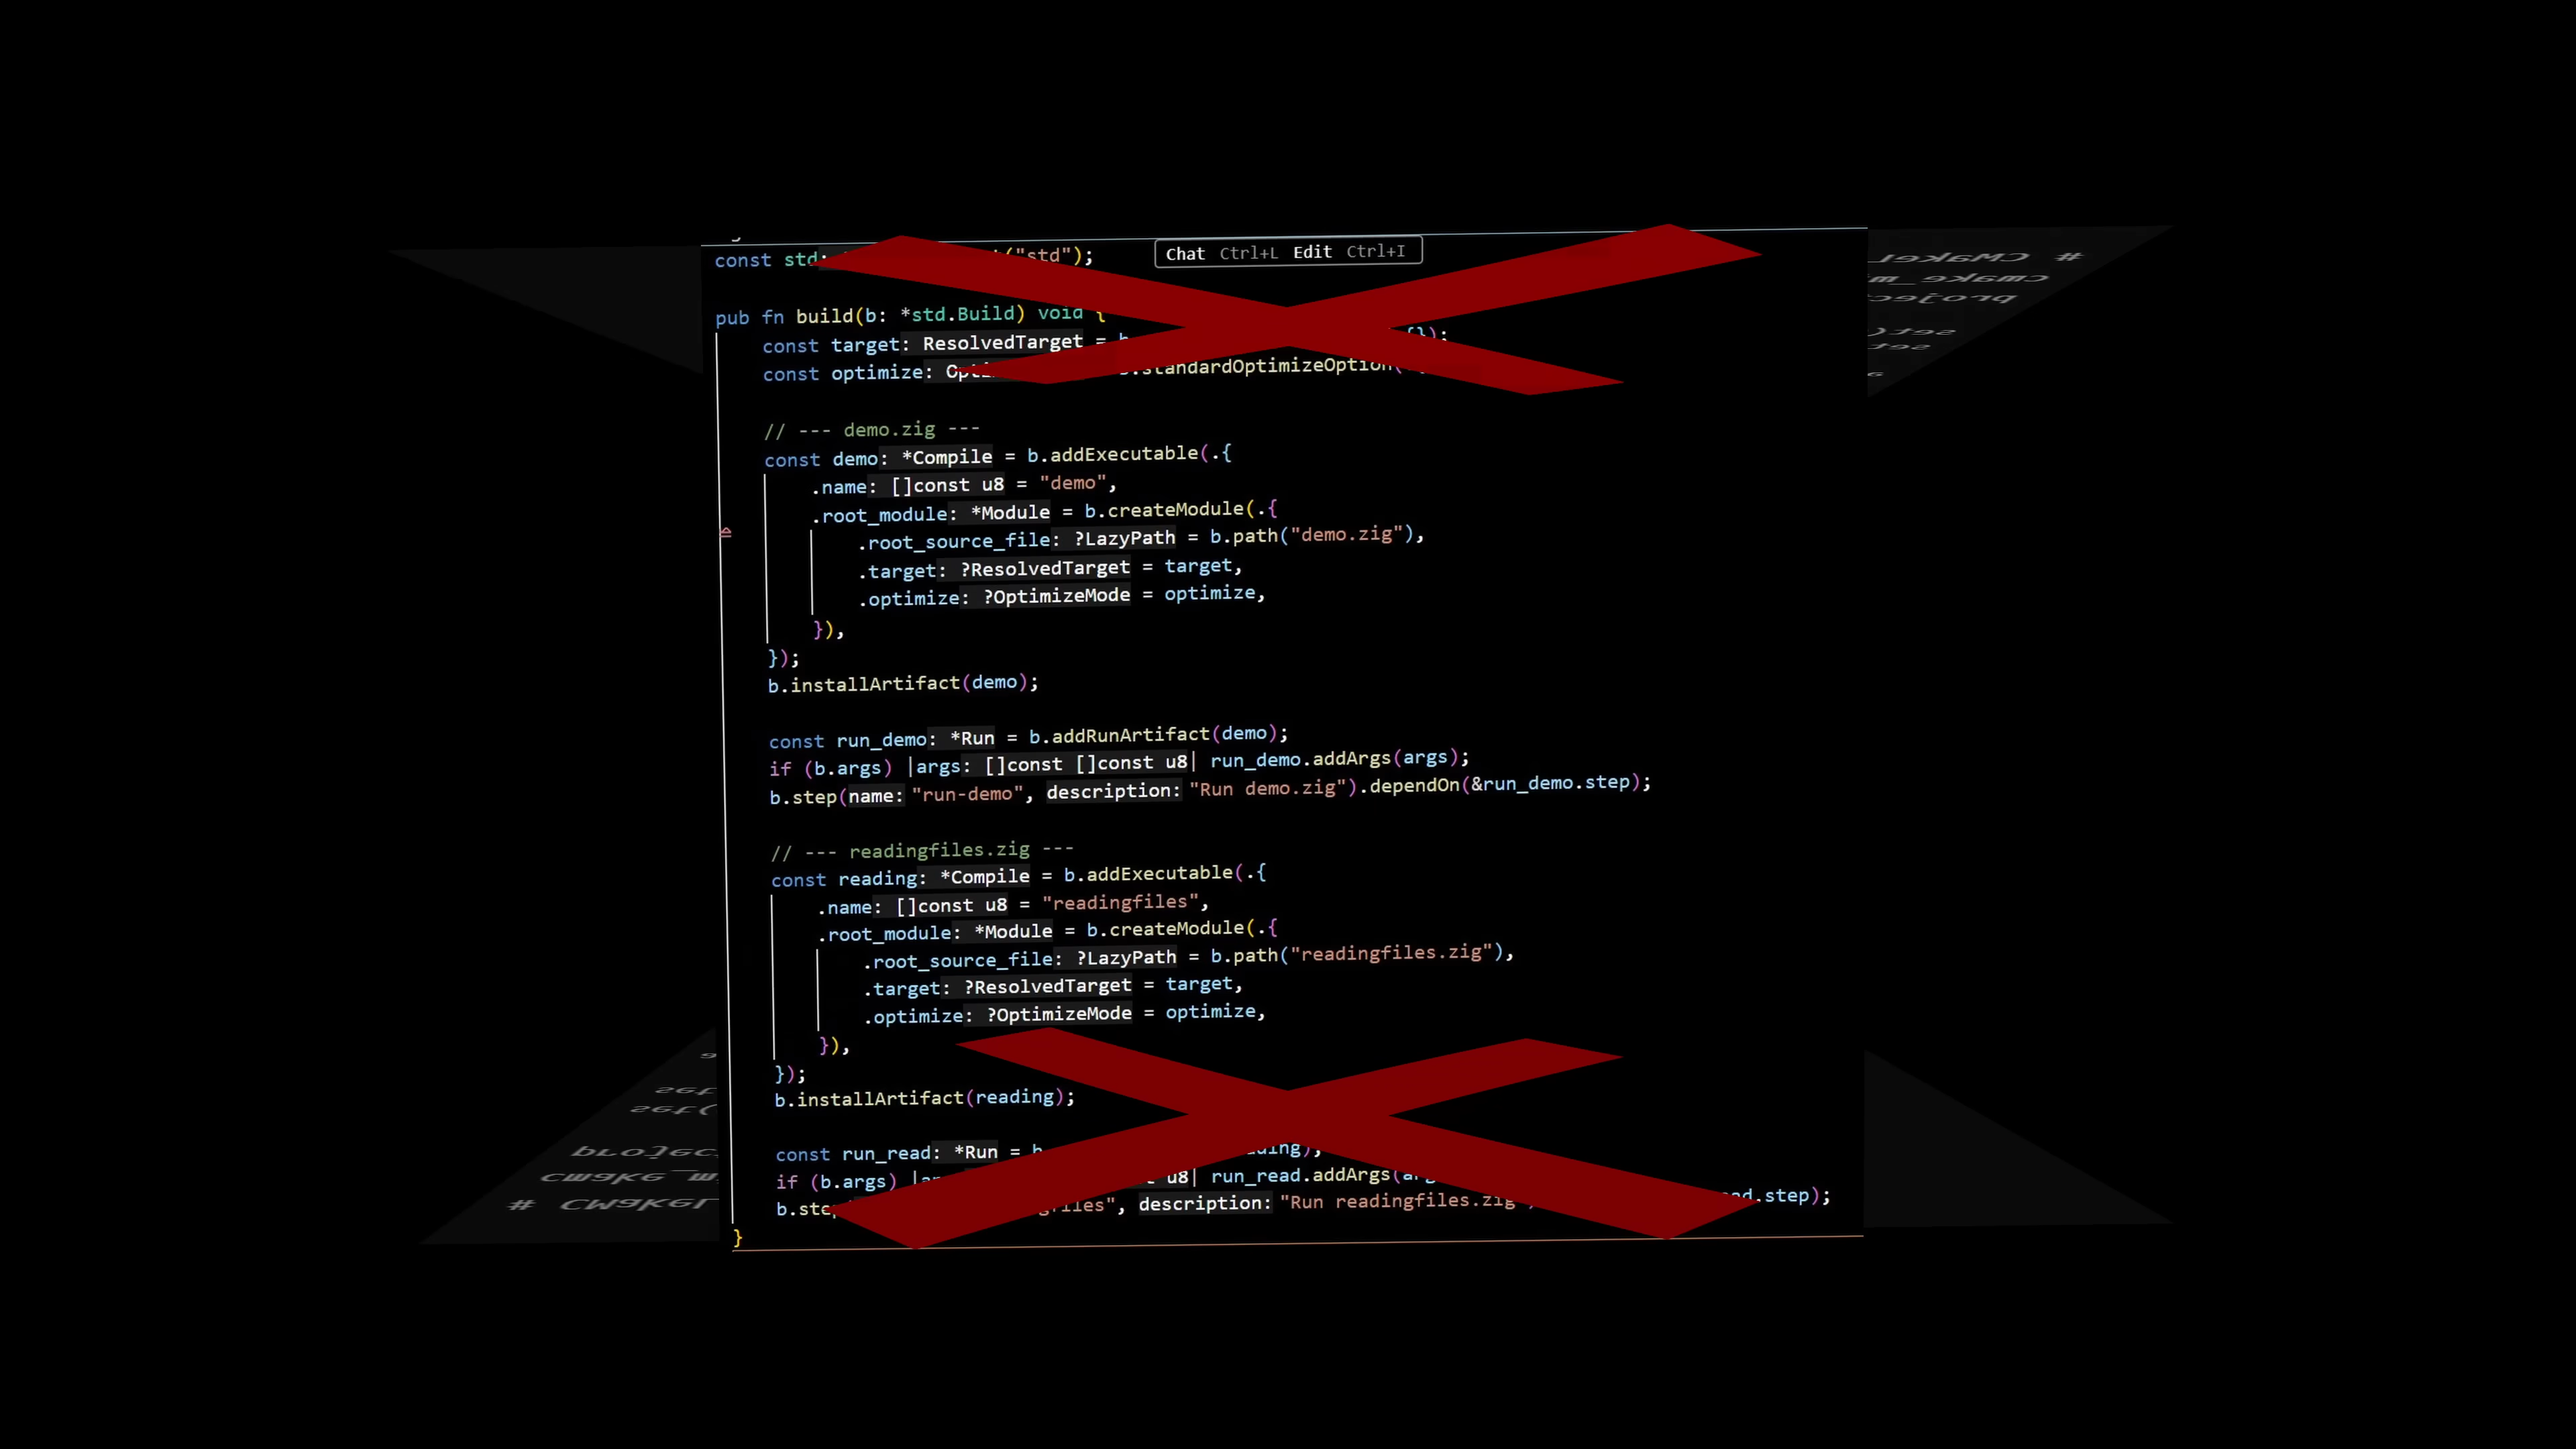 Chat Ctrl+L Edit Ctrl+I
const std: ("std");
pub fn build(b: *std.Build) void {
const target: ResolvedTarget = {});
const optimize: .standardOptimizeOption(
// --- demo.zig ---
const demo: *Compile = b.addExecutable(.{
.name: []const u8 = "demo",
.root_module: *Module = b.createModule(.{
.root_source_file: ?LazyPath = b.path("demo.zig"),
.target: ?ResolvedTarget = target,
.optimize: ?OptimizeMode = optimize,
}),
});
b.installArtifact(demo);
const run_demo: *Run = b.addRunArtifact(demo);
if (b.args) |args: []const []const u8| run_demo.addArgs(args);
b.step(name: "run-demo", description: "Run demo.zig").dependOn(&run_demo.step);
// --- readingfiles.zig ---
const reading: *Compile = b.addExecutable(.{
.name: []const u8 = "readingfiles",
.root_module: *Module = b.createModule(.{
.root_source_file: ?LazyPath = b.path("readingfiles.zig"),
.target: ?ResolvedTarget = target,
.optimize: ?OptimizeMode = optimize,
}),
});
b.installArtifact(reading);
const run_read: *Run =
if (b.args) u8| run_read.addArgs(
description: "Run readingfiles.zig .step);
}